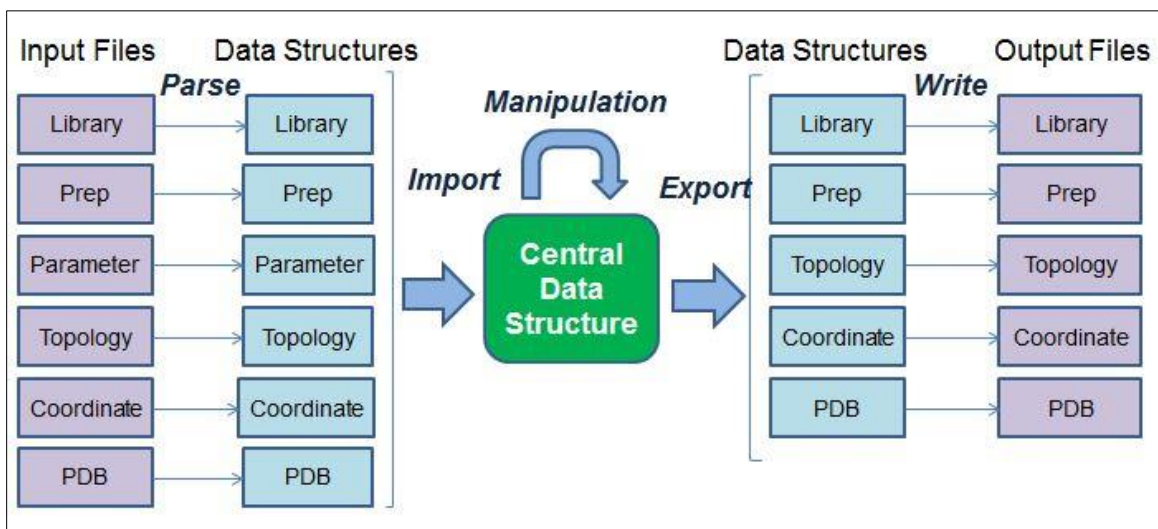 Input Files
Data Structures
Parse
Library
Library
Prep
Prep
Parameter
Parameter
Topology
Topology
Coordinate
Coordinate
PDB
PDB
Import
Manipulation
Central
Data
Structure
Export
Data Structures
Output Files
Write
Library
Library
Prep
Prep
Topology
Topology
Coordinate
Coordinate
PDB
PDB